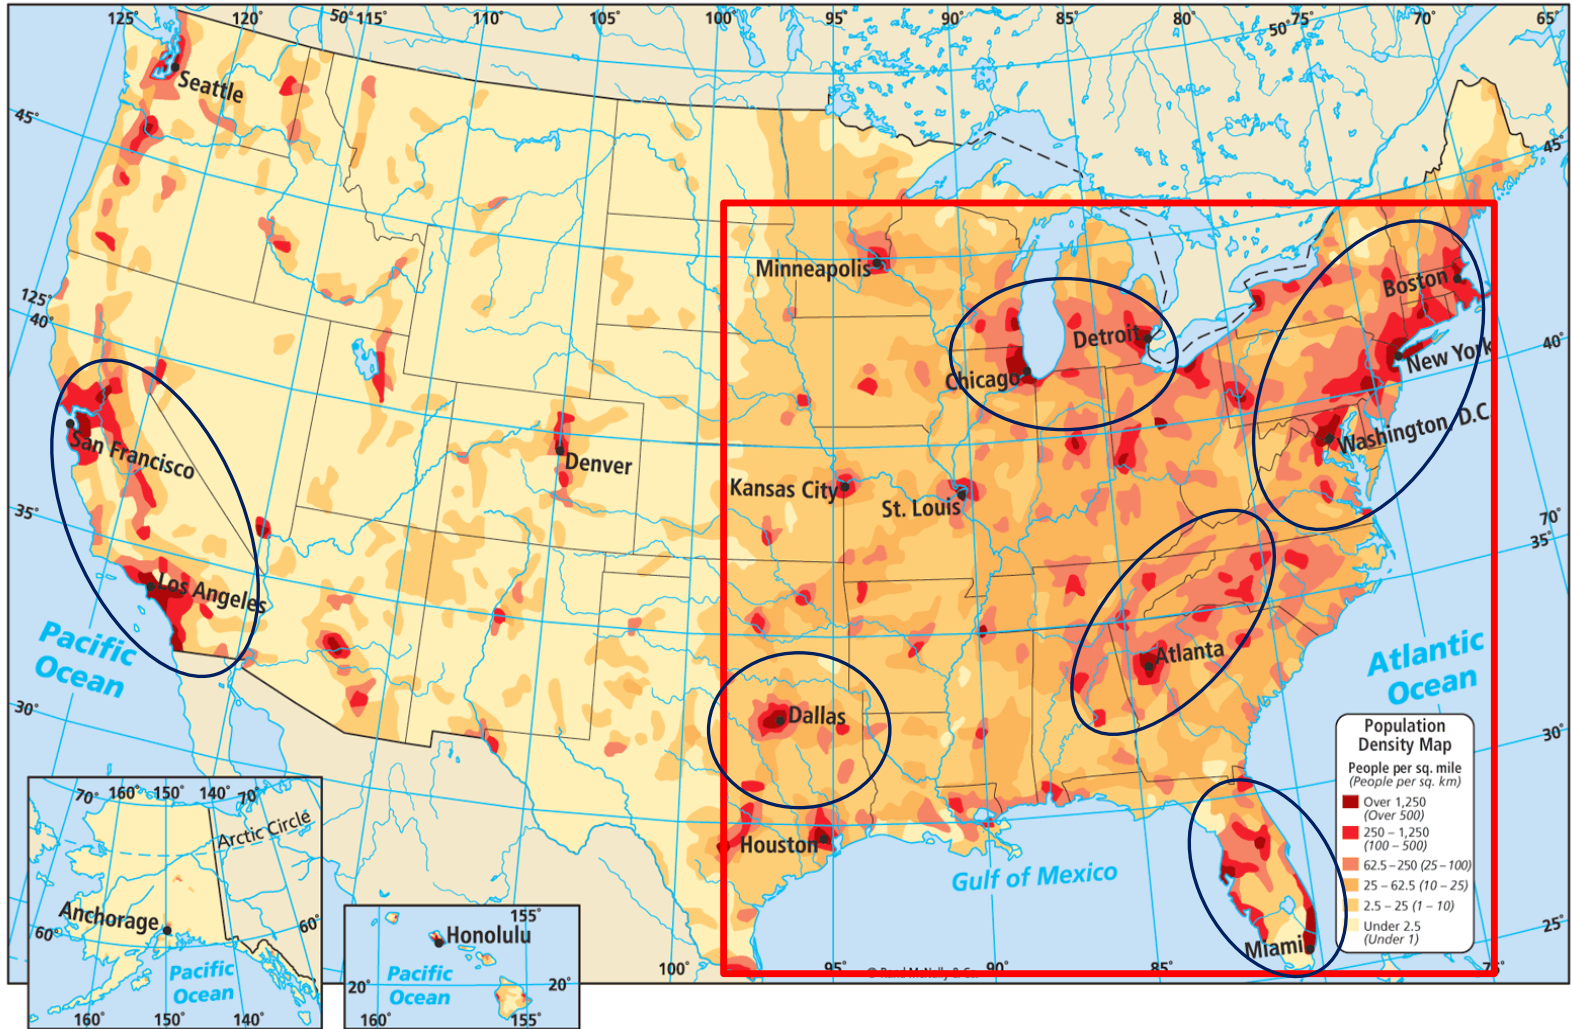 125°
120°
50°
115°
110°
105°
100°
95°
90°
85°
80°
50°
75°
70°
65°
Seattle
45°
45°
Minneapolis
Boston
125°
40°
Detroit
40°
New York
Chicago
San Francisco
Washington, D.C
Denver
Kansas City
St. Louis
35°
70°
35°
Los Angeles
Pacific
Ocean
Atlanta
Atlantic
Ocean
30°
Dallas
30°
Houston
Gulf of Mexico
Miami
25°
100°
95°
90°
85°
Population
Density Map
People per sq. mile
(People per sq. km)
Over 1,250
(Over 500)
250 – 1,250
(100 – 500)
62.5 – 250 (25 – 100)
25 – 62.5 (10 – 25)
2.5 – 25 (1 – 10)
Under 2.5
(Under 1)
70°
160°
150°
140°
70°
Arctic Circle
Anchorage
60°
60°
Pacific
Ocean
160°
150°
140°
155°
Honolulu
Pacific
Ocean
20°
20°
160°
155°